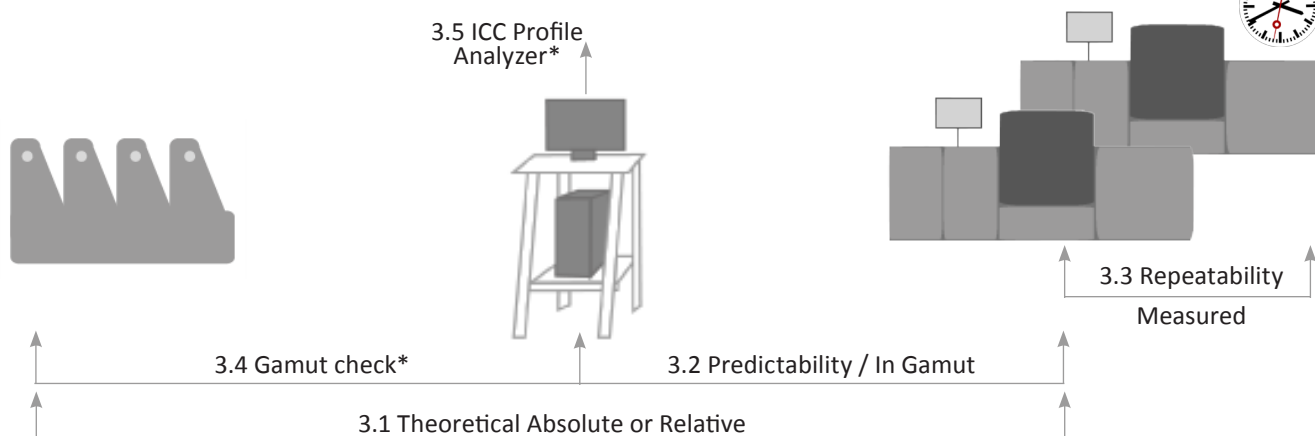 3.5 ICC Profile
Analyzer*
3.3 Repeatability
Measured
3.4 Gamut check*
3.2 Predictability / In Gamut
3.1 Theoretical Absolute or Relative